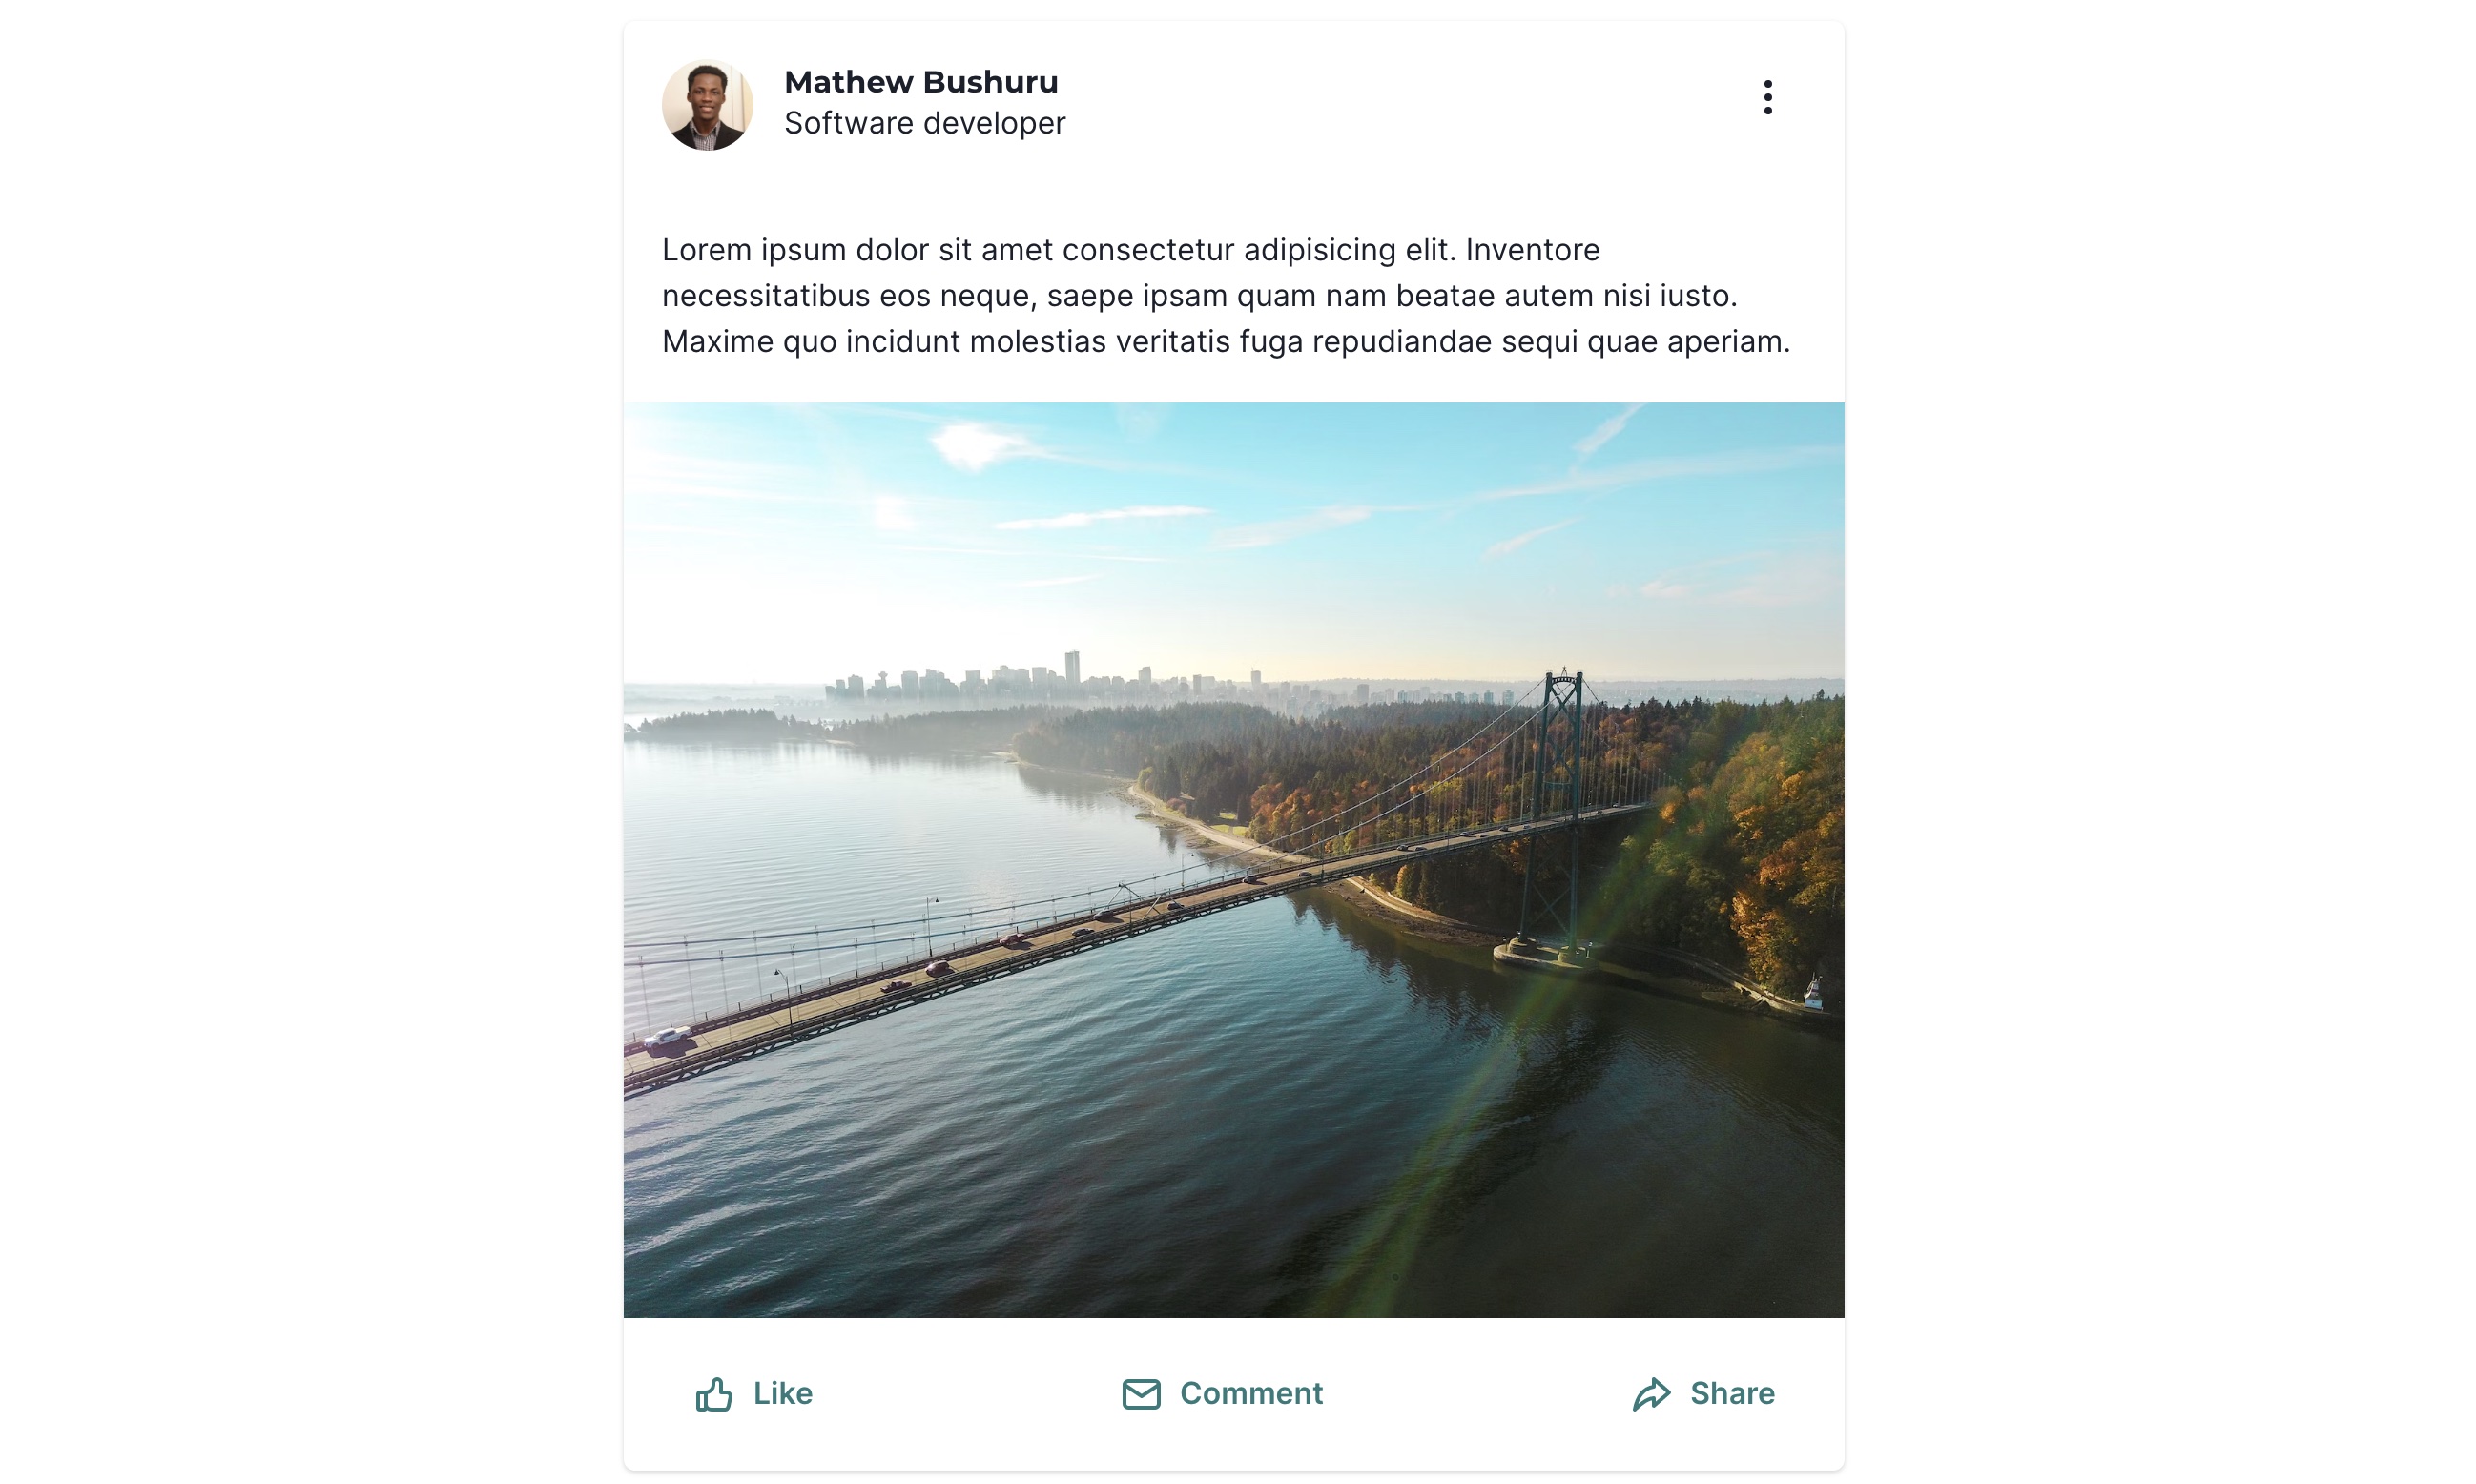 Mathew Bushuru
Software developer
Lorem ipsum dolor sit amet consectetur adipisicing elit. Inventore
necessitatibus eos neque, saepe ipsam quam nam beatae autem nisi iusto.
Maxime quo incidunt molestias veritatis fuga repudiandae sequi quae aperiam.
Like
Comment
Share